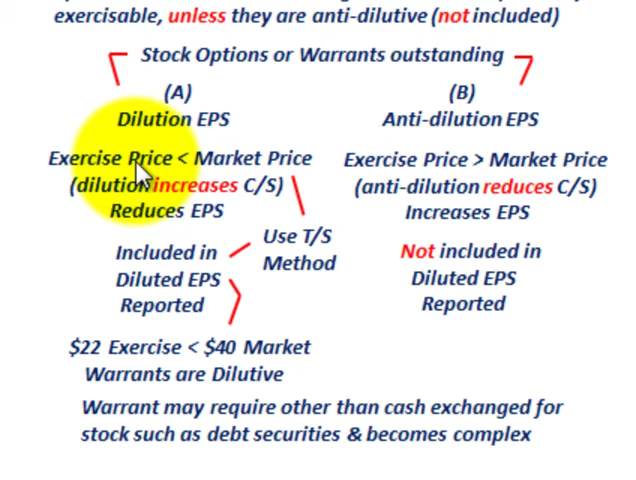 exercisable, unless they are anti-dilutive (not included)
Stock Options or Warrants outstanding
(A)
Dilution EPS
Exercise Price < Market Price
(dilution increases C/S)
Reduces EPS
Included in
Diluted EPS
Reported
Use T/S
Method
(B)
Anti-dilution EPS
Exercise Price > Market Price
(anti-dilution reduces C/S)
Increases EPS
Not included in
Diluted EPS
Reported
$22 Exercise < $40 Market
Warrants are Dilutive
Warrant may require other than cash exchanged for
stock such as debt securities & becomes complex